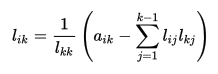 l_{ik} = \frac{1}{l_{kk}} \left( a_{ik} - \sum_{j=1}^{k-1} l_{ij} l_{kj} \right)